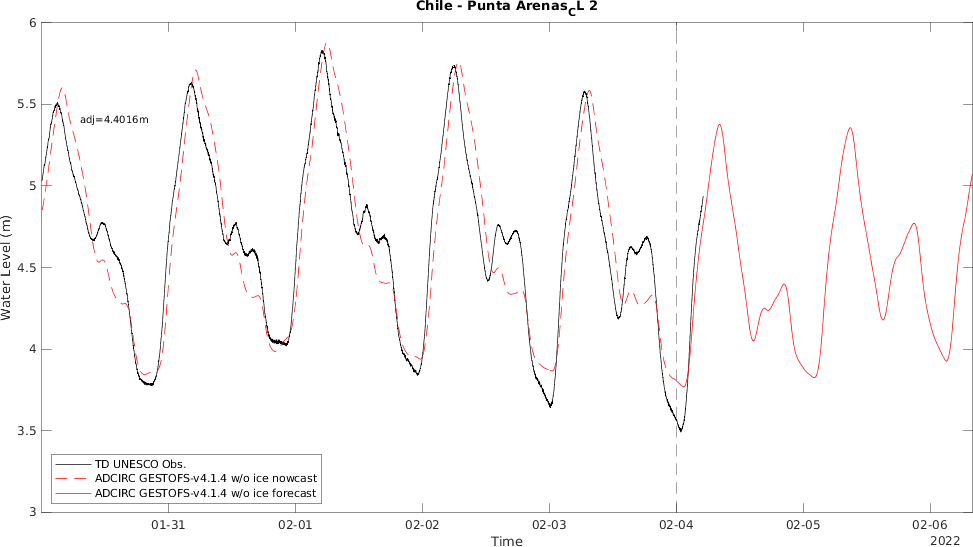 Chile - Punta Arenas_CL 2
6
5.5
5
4.5
4
3.5
3
Water Level (m)
adj=4.4016m
TD UNESCO Obs.
ADCIRC GESTOFS-v4.1.4 w/o ice nowcast
ADCIRC GESTOFS-v4.1.4 w/o ice forecast
01-31 02-01 02-02 02-03 02-04 02-05 02-06
Time
2022